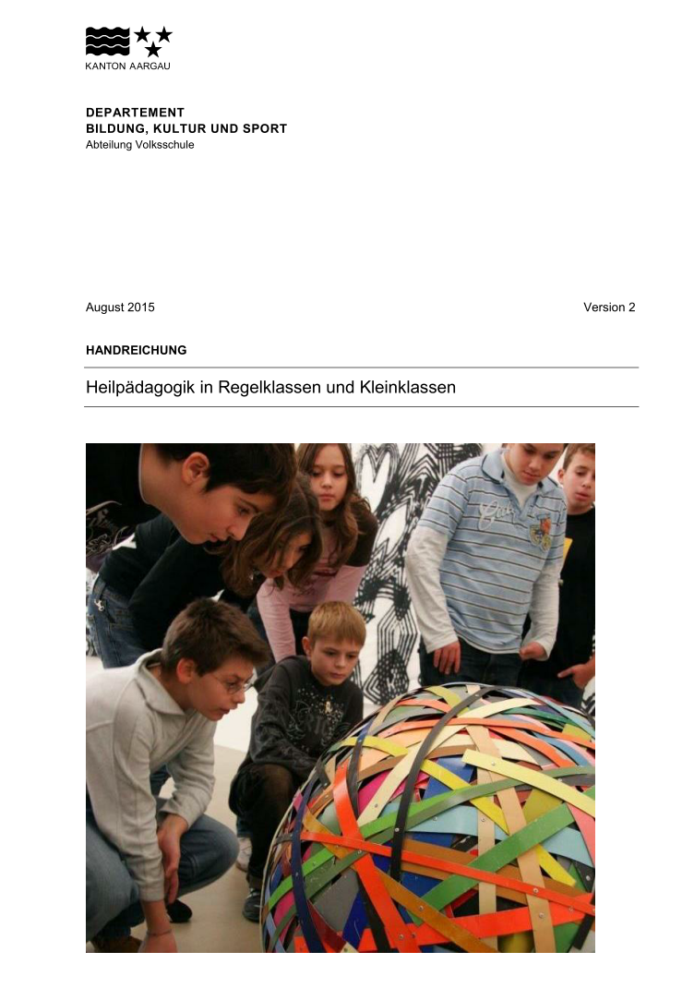 KANTON AARGAU
DEPARTEMENT
BILDUNG, KULTUR UND SPORT
Abteilung Volksschule
August 2015 Version 2
HANDREICHUNG
Heilpädagogik in Regelklassen und Kleinklassen